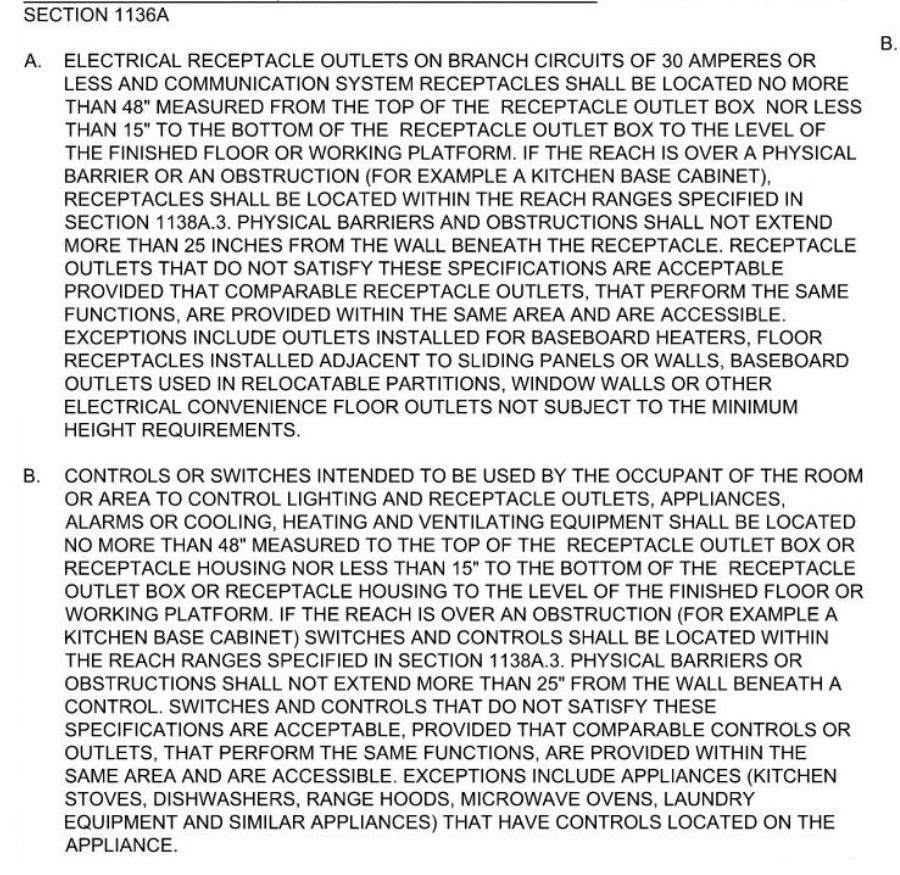 SECTION 1136A
B.
A. ELECTRICAL RECEPTACLE OUTLETS ON BRANCH CIRCUITS OF 30 AMPERES OR
LESS AND COMMUNICATION SYSTEM RECEPTACLES SHALL BE LOCATED NO MORE
THAN 48" MEASURED FROM THE TOP OF THE RECEPTACLE OUTLET BOX NOR LESS
THAN 15" TO THE BOTTOM OF THE RECEPTACLE OUTLET BOX TO THE LEVEL OF
THE FINISHED FLOOR OR WORKING PLATFORM. IF THE REACH IS OVER A PHYSICAL
BARRIER OR AN OBSTRUCTION (FOR EXAMPLE A KITCHEN BASE CABINET),
RECEPTACLES SHALL BE LOCATED WITHIN THE REACH RANGES SPECIFIED IN
SECTION 1138A.3. PHYSICAL BARRIERS AND OBSTRUCTIONS SHALL NOT EXTEND
MORE THAN 25 INCHES FROM THE WALL BENEATH THE RECEPTACLE. RECEPTACLE
OUTLETS THAT DO NOT SATISFY THESE SPECIFICATIONS ARE ACCEPTABLE
PROVIDED THAT COMPARABLE RECEPTACLE OUTLETS, THAT PERFORM THE SAME
FUNCTIONS, ARE PROVIDED WITHIN THE SAME AREA AND ARE ACCESSIBLE.
EXCEPTIONS INCLUDE OUTLETS INSTALLED FOR BASEBOARD HEATERS, FLOOR
RECEPTACLES INSTALLED ADJACENT TO SLIDING PANELS OR WALLS, BASEBOARD
OUTLETS USED IN RELOCATABLE PARTITIONS, WINDOW WALLS OR OTHER
ELECTRICAL CONVENIENCE FLOOR OUTLETS NOT SUBJECT TO THE MINIMUM
HEIGHT REQUIREMENTS.
B. CONTROLS OR SWITCHES INTENDED TO BE USED BY THE OCCUPANT OF THE ROOM
OR AREA TO CONTROL LIGHTING AND RECEPTACLE OUTLETS, APPLIANCES,
ALARMS OR COOLING, HEATING AND VENTILATING EQUIPMENT SHALL BE LOCATED
NO MORE THAN 48" MEASURED TO THE TOP OF THE RECEPTACLE OUTLET BOX OR
RECEPTACLE HOUSING NOR LESS THAN 15" TO THE BOTTOM OF THE RECEPTACLE
OUTLET BOX OR RECEPTACLE HOUSING TO THE LEVEL OF THE FINISHED FLOOR OR
WORKING PLATFORM. IF THE REACH IS OVER AN OBSTRUCTION (FOR EXAMPLE A
KITCHEN BASE CABINET) SWITCHES AND CONTROLS SHALL BE LOCATED WITHIN
THE REACH RANGES SPECIFIED IN SECTION 1138A.3. PHYSICAL BARRIERS OR
OBSTRUCTIONS SHALL NOT EXTEND MORE THAN 25" FROM THE WALL BENEATH A
CONTROL. SWITCHES AND CONTROLS THAT DO NOT SATISFY THESE
SPECIFICATIONS ARE ACCEPTABLE, PROVIDED THAT COMPARABLE CONTROLS OR
OUTLETS, THAT PERFORM THE SAME FUNCTIONS, ARE PROVIDED WITHIN THE
SAME AREA AND ARE ACCESSIBLE. EXCEPTIONS INCLUDE APPLIANCES (KITCHEN
STOVES, DISHWASHERS, RANGE HOODS, MICROWAVE OVENS, LAUNDRY
EQUIPMENT AND SIMILAR APPLIANCES) THAT HAVE CONTROLS LOCATED ON THE
APPLIANCE.